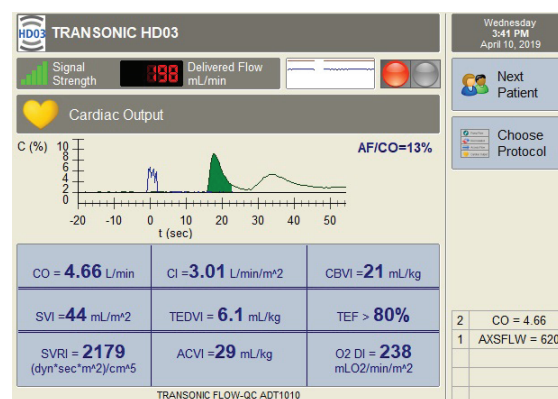 HD03 TRANSONIC HD03
Wednesday
3:41 PM
April 10, 2019
Signal
Strength
198
Delivered Flow
mL/min
Next
Patient
Cardiac Output
Choose
Protocol
C (%)
10
8
6
4
2
0
AF/CO=13%
-20 -10 0 10 20 30 40 50
t (sec)
CO = 4.66 L/min CI =3.01 L/min/m^2 CBVI =21 mL/kg
SVI =44 mL/m^2 TEDVI = 6.1 mL/kg TEF > 80%
SVRI = 2179
(dyn*sec*m^2)/cm^5
ACVI =29 mL/kg
O2 DI = 238
mLO2/min/m^2
2 CO = 4.66
1 AXSFLW = 620
TRANSONIC FLOW-QC ADT1010